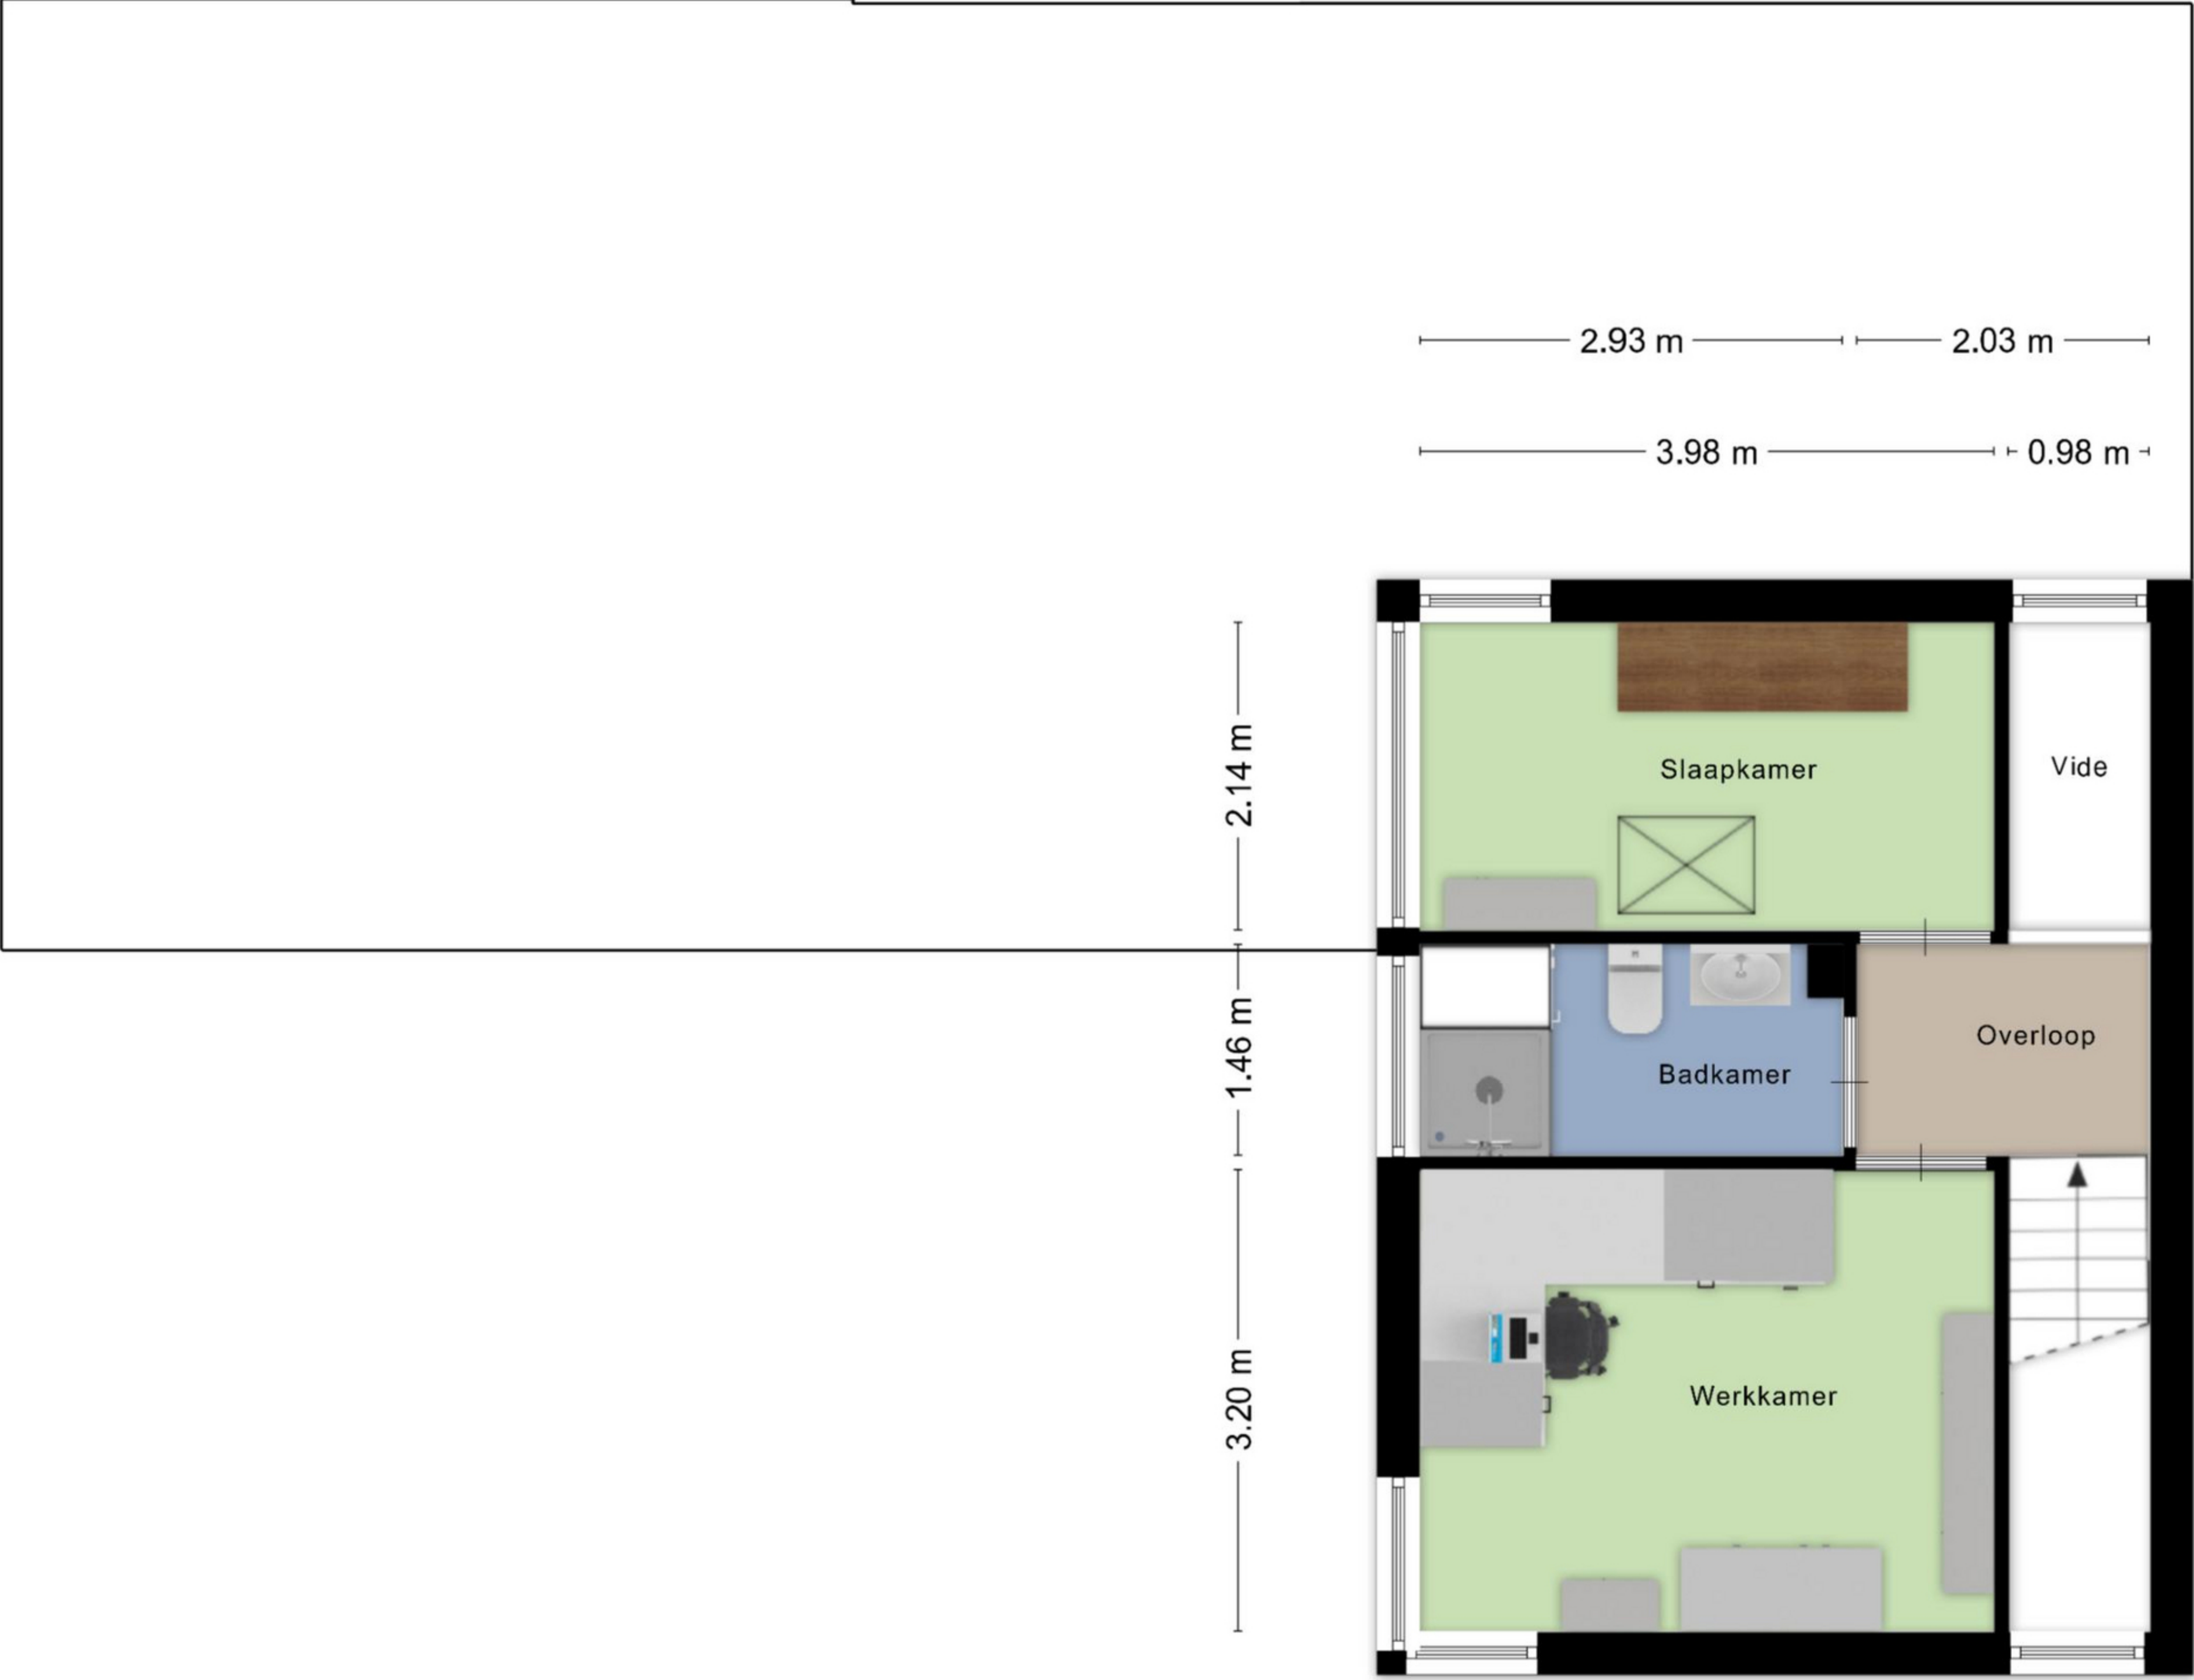 2.93 m
2.03 m
3.98 m
0.98 m
2.14 m
Slaapkamer
Vide
1.46 m
Overloop
Badkamer
3.20 m
Werkkamer